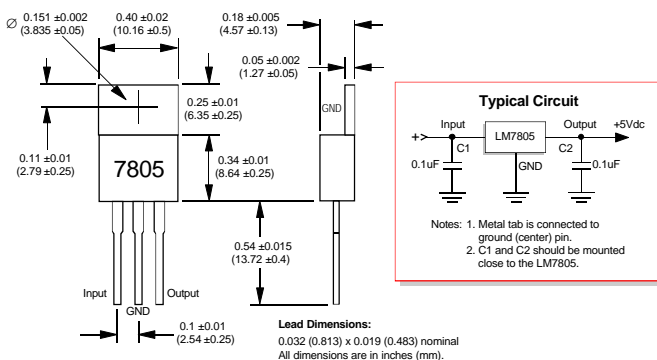 Ø 0.151 ±0.002
(3.835 ±0.05)
0.40 ±0.02
(10.16 ±0.5)
0.18 ±0.005
(4.57 ±0.13)
0.05 ±0.002
(1.27 ±0.05)
GND
0.25 ±0.01
(6.35 ±0.25)
0.11 ±0.01
(2.79 ±0.25)
7805
0.34 ±0.01
(8.64 ±0.25)
0.54 ±0.015
(13.72 ±0.4)
Input
GND
Output
0.1 ±0.01
(2.54 ±0.25)
Lead Dimensions:
0.032 (0.813) x 0.019 (0.483) nominal
All dimensions are in inches (mm).
Typical Circuit
Input
Output
+5Vdc
+>
LM7805
C1
C2
0.1uF
GND
0.1uF
Notes: 1. Metal tab is connected to
ground (center) pin.
2. C1 and C2 should be mounted
close to the LM7805.